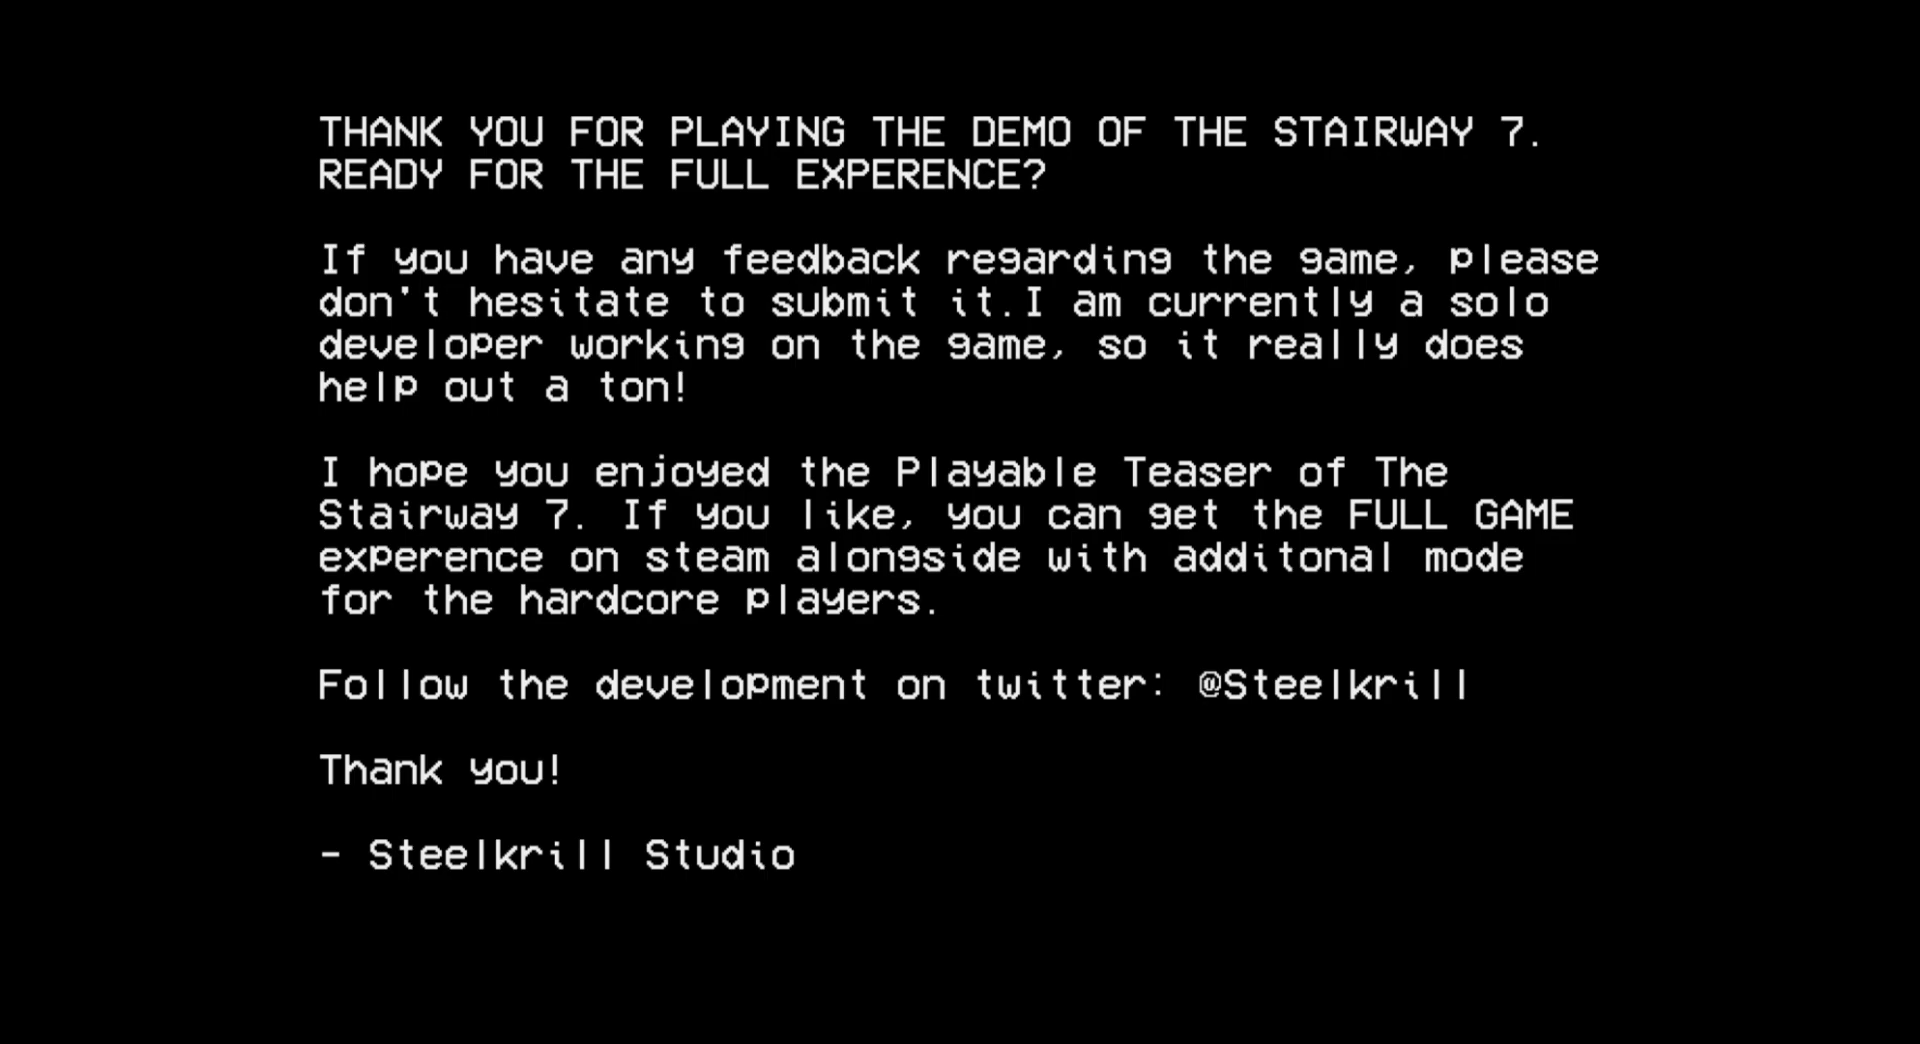 THANK YOU FOR PLAYING THE DEMO OF THE STAIRWAY 7.
READY FOR THE FULL EXPERENCE?
If you have any feedback regarding the game, please
don't hesitate to submit it.I am currently a solo
developer working on the game, so it really does
help out a ton!
I hope you enjoyed the Playable Teaser of The
Stairway 7. If you like, you can get the FULL GAME
experence on steam alongside with additonal mode
for the hardcore players.
Follow the development on twitter: @Steelkrill
Thank you!
- Steelkrill Studio